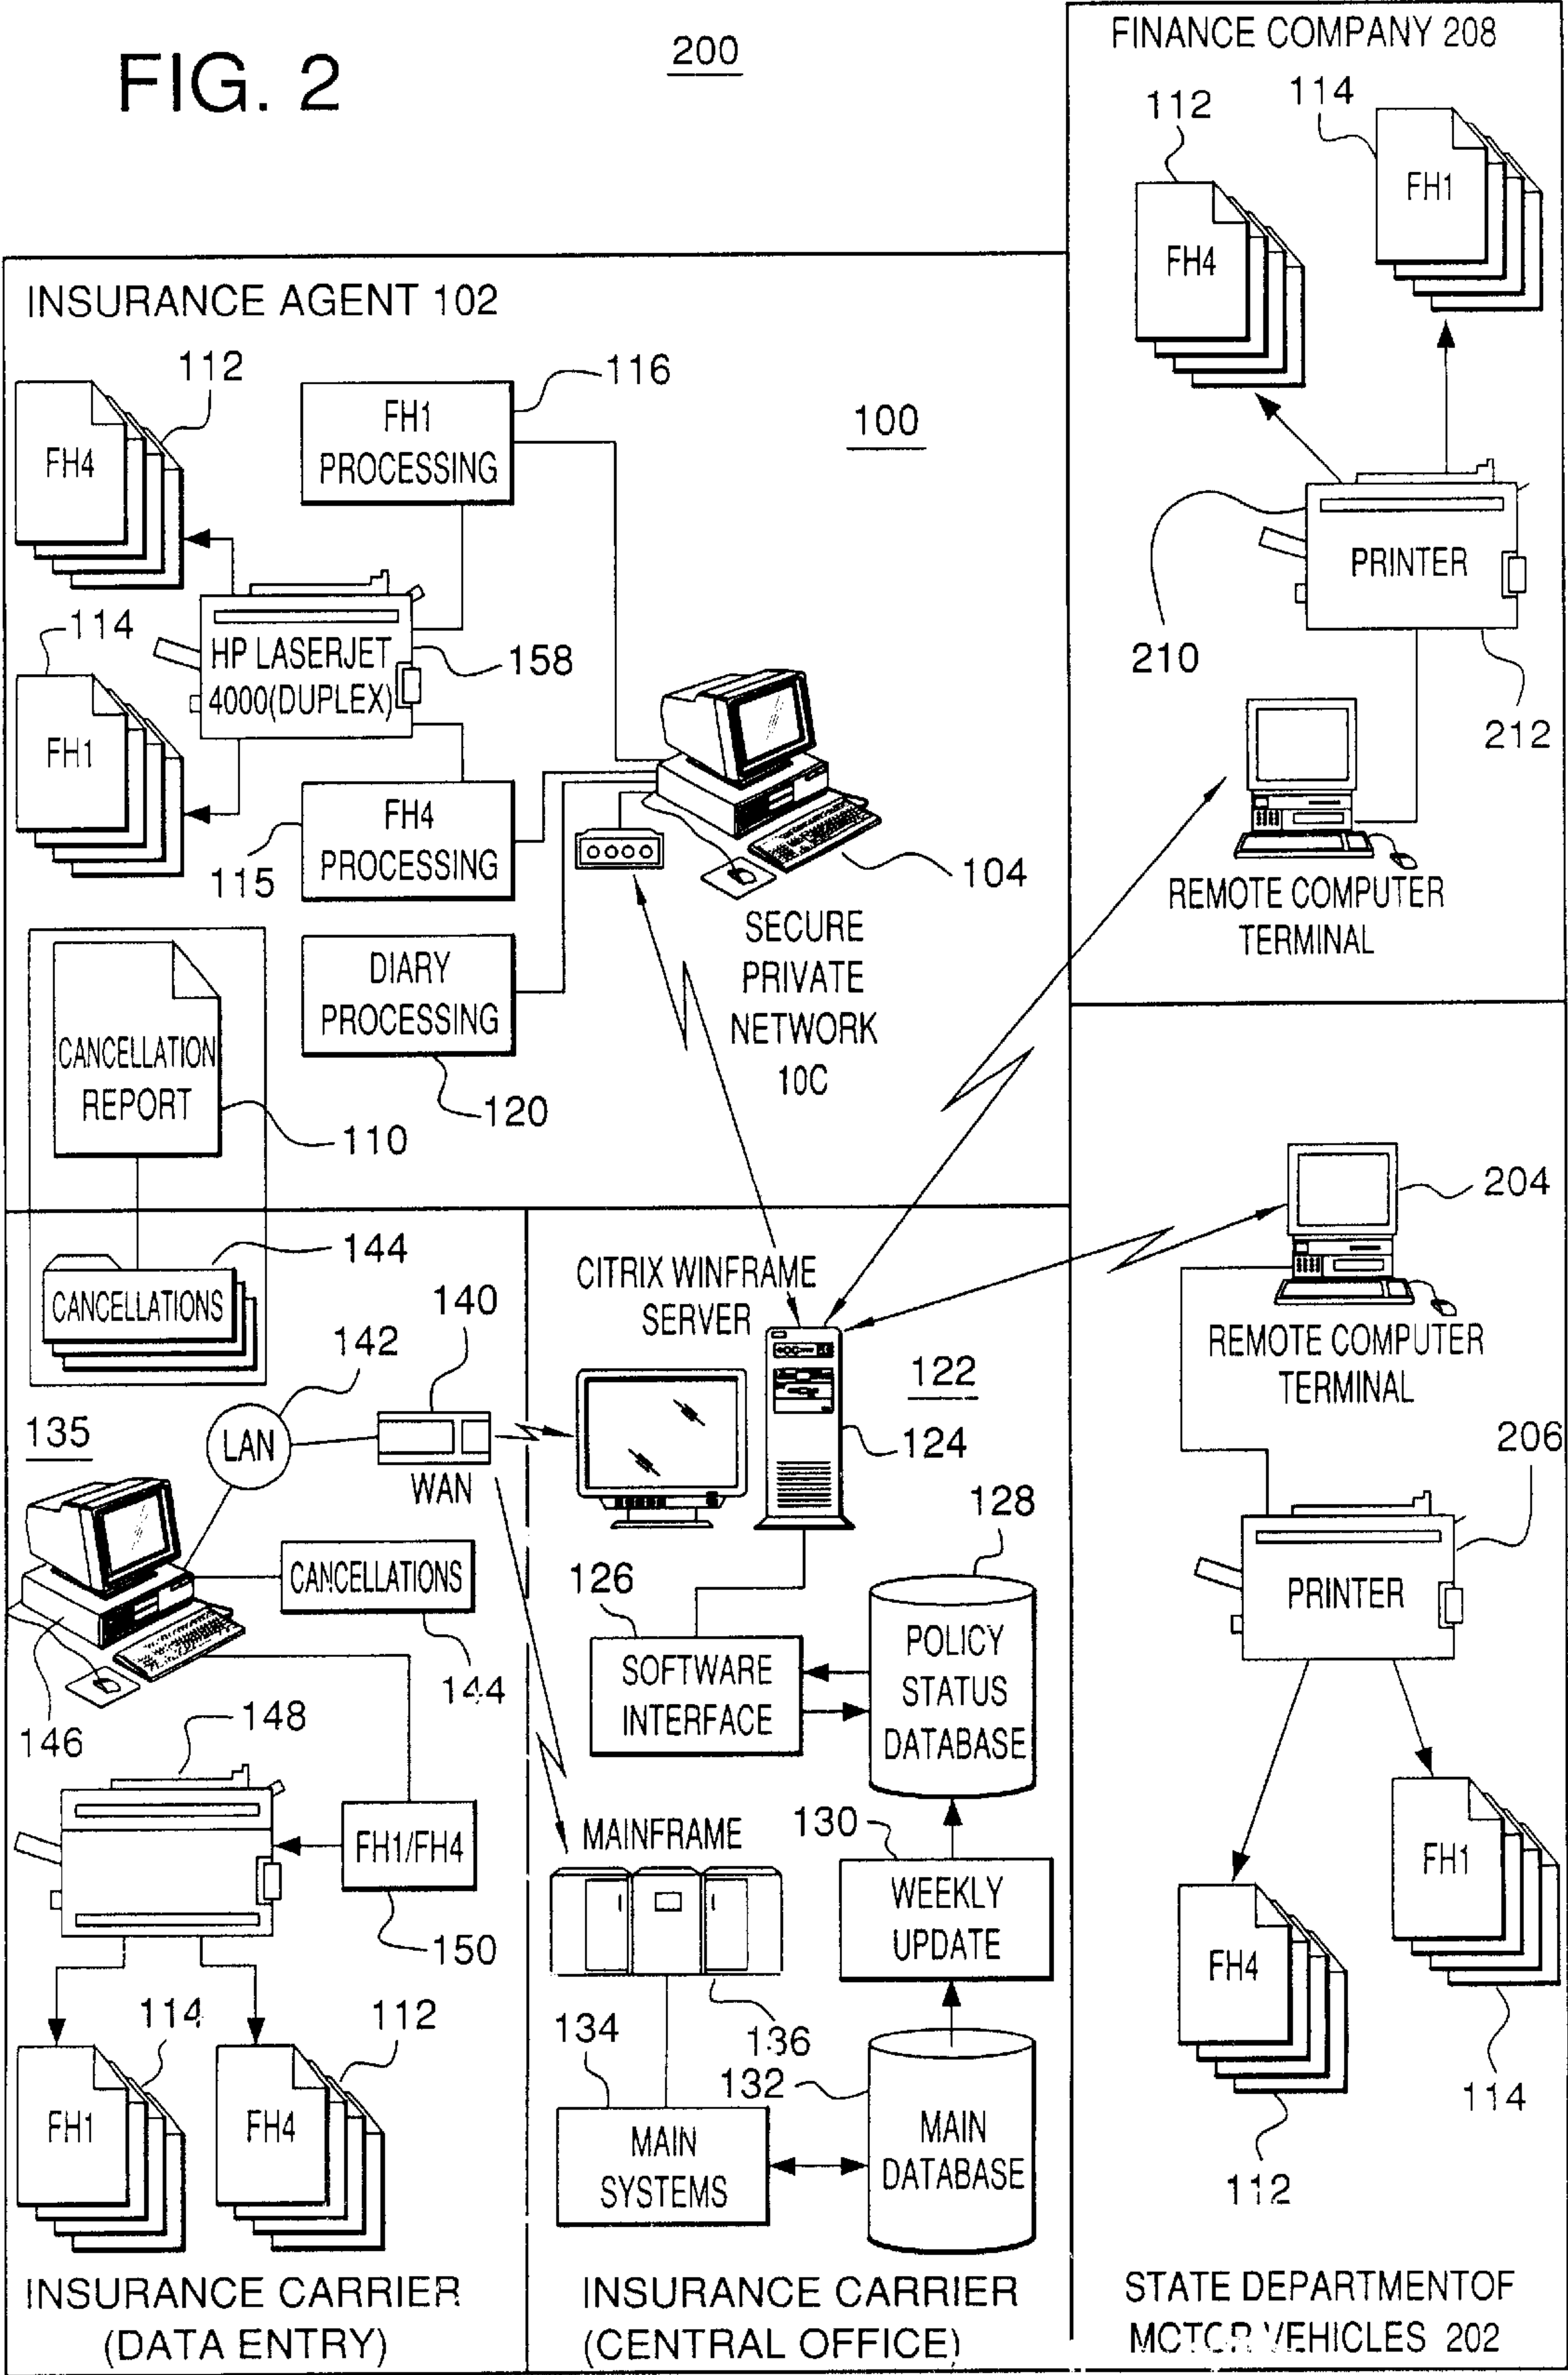 FIG. 2
200
FINANCE COMPANY 208
112
114
FH4
FH1
PRINTER
210
212
REMOTE COMPUTER
TERMINAL
INSURANCE AGENT 102
112
FH4
116
FH1
PROCESSING
100
114
FH1
HP LASERJET
4000(DUPLEX)
158
FH4
PROCESSING
115
104
SECURE
PRIVATE
NETWORK
10C
DIARY
PROCESSING
120
CANCELLATION
REPORT
110
144
CANCELLATIONS
142
140
135
LAN
WAN
CANCELLATIONS
144
146
148
FH1/FH4
150
114
112
FH1
FH4
INSURANCE CARRIER
(DATA ENTRY)
CITRIX WINFRAME
SERVER
122
124
126
128
SOFTWARE
INTERFACE
POLICY
STATUS
DATABASE
MAINFRAME
130
WEEKLY
UPDATE
136
134
132
MAIN
SYSTEMS
MAIN
DATABASE
INSURANCE CARRIER
(CENTRAL OFFICE)
204
REMOTE COMPUTER
TERMINAL
206
PRINTER
FH1
FH4
114
112
STATE DEPARTMENTOF
MOTOR VEHICLES 202